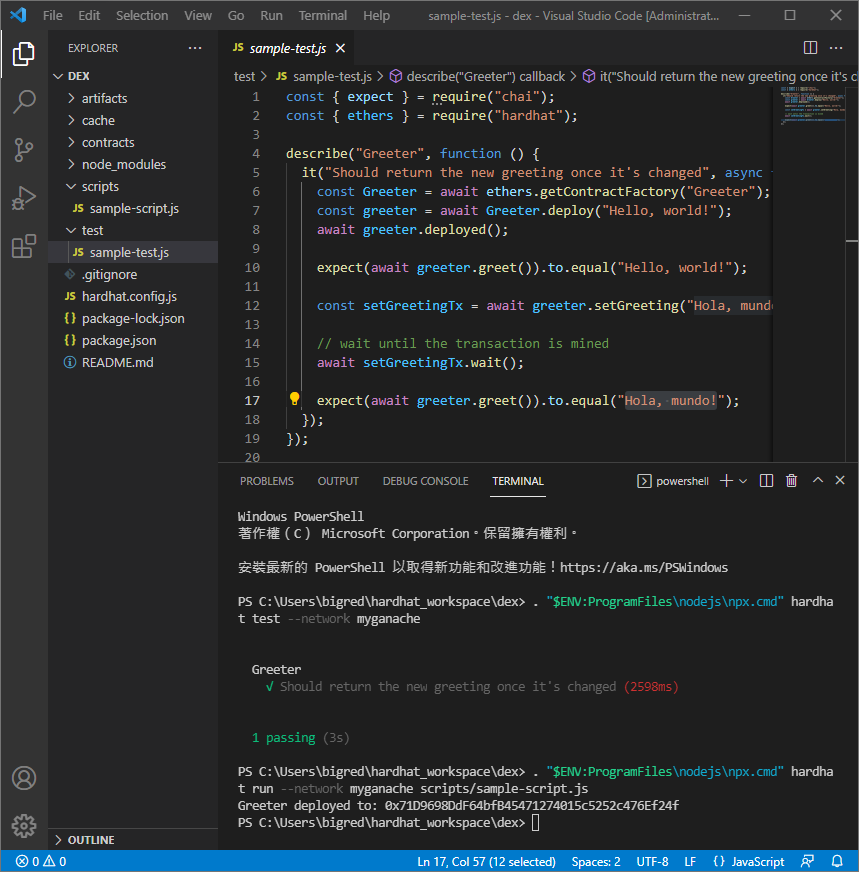 File Edit Selection View Go Run Terminal Help sample-test.js - dex - Visual Studio Code [Administrat...
EXPLORER ...
DEX
artifacts
cache
contracts
node_modules
scripts
JS sample-script.js
test
JS sample-test.js
.gitignore
JS hardhat.config.js
{} package-lock.json
{} package.json
README.md
OUTLINE
JS sample-test.js
test > JS sample-test.js > describe("Greeter") callback > it("Should return the new greeting once it's c
1 const { expect } = require("chai");
2 const { ethers } = require("hardhat");
3
4 describe("Greeter", function () {
5 it("Should return the new greeting once it's changed", async
6 const Greeter = await ethers.getContractFactory("Greeter");
7 const greeter = await Greeter.deploy("Hello, world!");
8 await greeter.deployed();
9
10 expect(await greeter.greet()).to.equal("Hello, world!");
11
12 const setGreetingTx = await greeter.setGreeting("Hola, mundo
13
14 // wait until the transaction is mined
15 await setGreetingTx.wait();
16
17 expect(await greeter.greet()).to.equal("Hola, mundo!");
18 });
19 });
20
PROBLEMS OUTPUT DEBUG CONSOLE TERMINAL powershell
Windows PowerShell
著作權（C） Microsoft Corporation。保留擁有權利。
安裝最新的 PowerShell 以取得新功能和改進功能！https://aka.ms/PSWindows
PS C:\Users\bigred\hardhat_workspace\dex> . "$ENV:ProgramFiles\nodejs\npx.cmd" hardha
t test --network myganache
Greeter
√ Should return the new greeting once it's changed (2598ms)
1 passing (3s)
PS C:\Users\bigred\hardhat_workspace\dex> . "$ENV:ProgramFiles\nodejs\npx.cmd" hardha
t run --network myganache scripts/sample-script.js
Greeter deployed to: 0x71D9698DdF64bfB45471274015c5252c476Ef24f
PS C:\Users\bigred\hardhat_workspace\dex>
0 0 Ln 17, Col 57 (12 selected) Spaces: 2 UTF-8 LF {} JavaScript